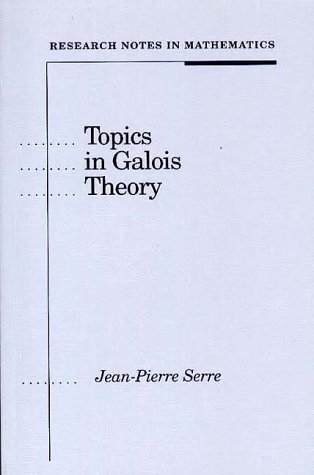 RESEARCH NOTES IN MATHEMATICS
Topics
in Galois
Theory
Jean-Pierre Serre